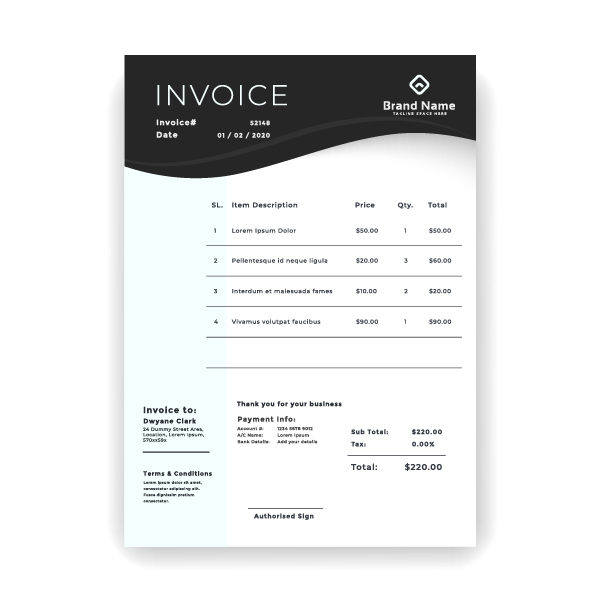 INVOICE
Invoice# 52148
Date 01 / 02 / 2020
Brand Name
TAGLINE SPACE HERE
SL. Item Description Price Qty. Total
1 Lorem Ipsum Dolor $50.00 1 $50.00
2 Pellentesque id neque ligula $20.00 3 $60.00
3 Interdum et malesuada fames $10.00 2 $20.00
4 Vivamus volutpat faucibus $90.00 1 $90.00
Invoice to:
Dwyane Clark
24 Dummy Street Area,
Location, Lorem Ipsum,
570xx59x
Terms & Conditions
Lorem ipsum dolor sit amet,
consectetur adipiscing elit.
Fusce dignissim pretium
consectetur.
Thank you for your business
Payment Info:
Account #: 1234 5678 9012
A/C Name: Lorem Ipsum
Bank Details: Add your details
Sub Total: $220.00
Tax: 0.00%
Total: $220.00
Authorised Sign